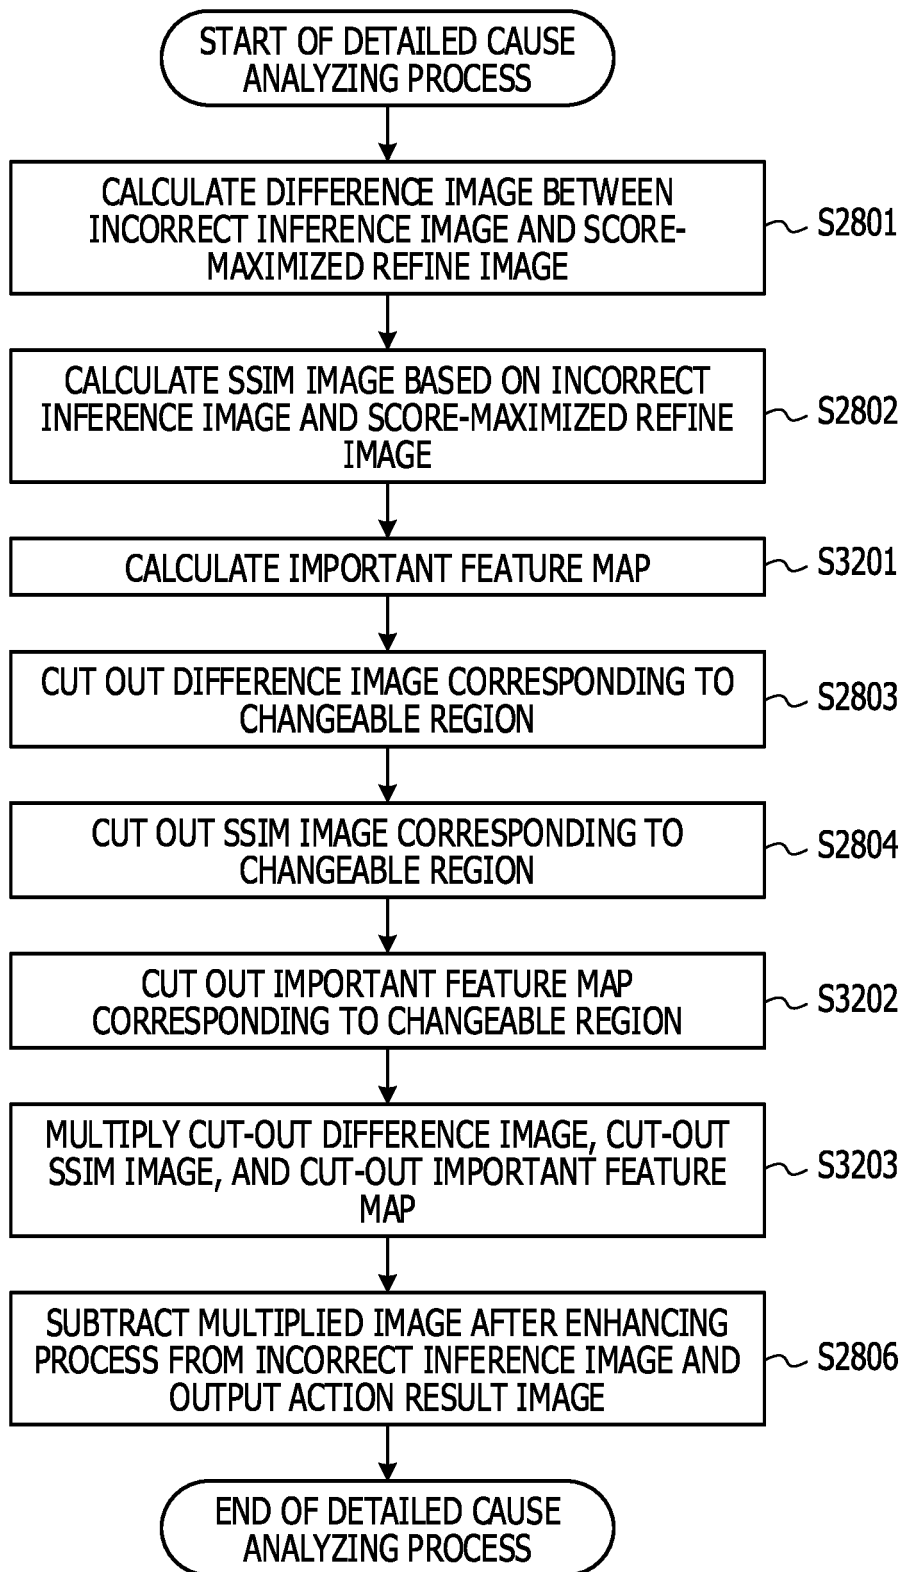 START OF DETAILED CAUSE
ANALYZING PROCESS
CALCULATE DIFFERENCE IMAGE BETWEEN
INCORRECT INFERENCE IMAGE AND SCORE-
MAXIMIZED REFINE IMAGE
S2801
CALCULATE SSIM IMAGE BASED ON INCORRECT
INFERENCE IMAGE AND SCORE-MAXIMIZED REFINE
IMAGE
S2802
CALCULATE IMPORTANT FEATURE MAP
S3201
CUT OUT DIFFERENCE IMAGE CORRESPONDING TO
CHANGEABLE REGION
S2803
CUT OUT SSIM IMAGE CORRESPONDING TO
CHANGEABLE REGION
S2804
CUT OUT IMPORTANT FEATURE MAP
CORRESPONDING TO CHANGEABLE REGION
S3202
MULTIPLY CUT-OUT DIFFERENCE IMAGE, CUT-OUT
SSIM IMAGE, AND CUT-OUT IMPORTANT FEATURE
MAP
S3203
SUBTRACT MULTIPLIED IMAGE AFTER ENHANCING
PROCESS FROM INCORRECT INFERENCE IMAGE AND
OUTPUT ACTION RESULT IMAGE
S2806
END OF DETAILED CAUSE
ANALYZING PROCESS